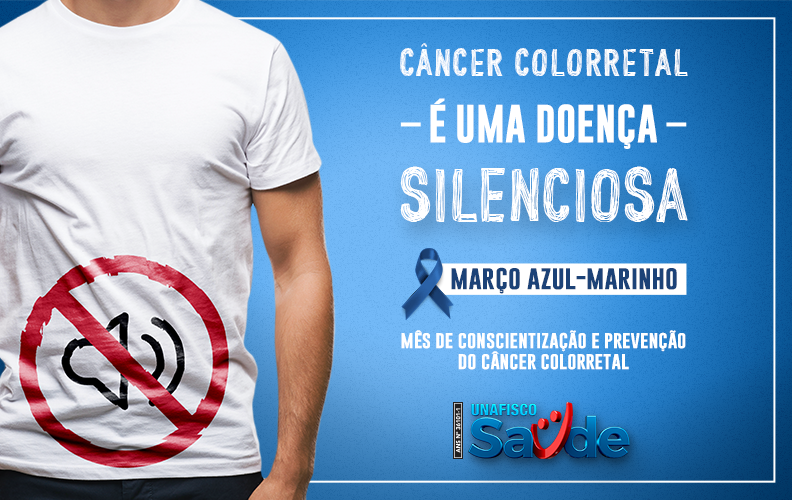 CÂNCER COLORRETAL
– É UMA DOENÇA –
SILENCIOSA
MARÇO AZUL-MARINHO
MÊS DE CONSCIENTIZAÇÃO E PREVENÇÃO
DO CÂNCER COLORRETAL
UNAFISCO
Saúde